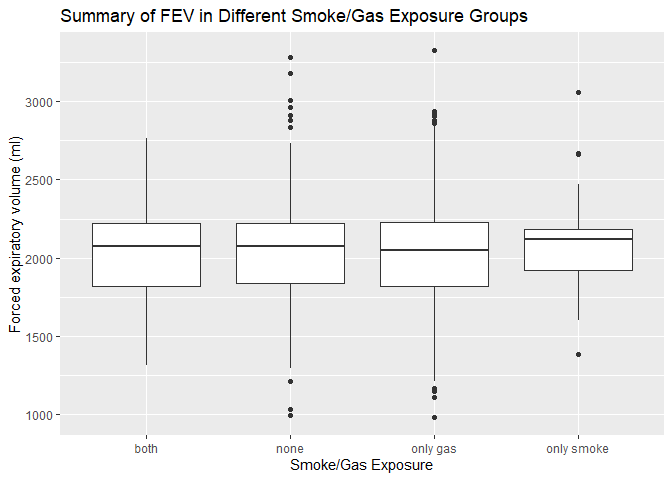 Summary of FEV in Different Smoke/Gas Exposure Groups
Forced expiratory volume (ml)
3000
2500
2000
1500
1000
both none only gas only smoke
Smoke/Gas Exposure